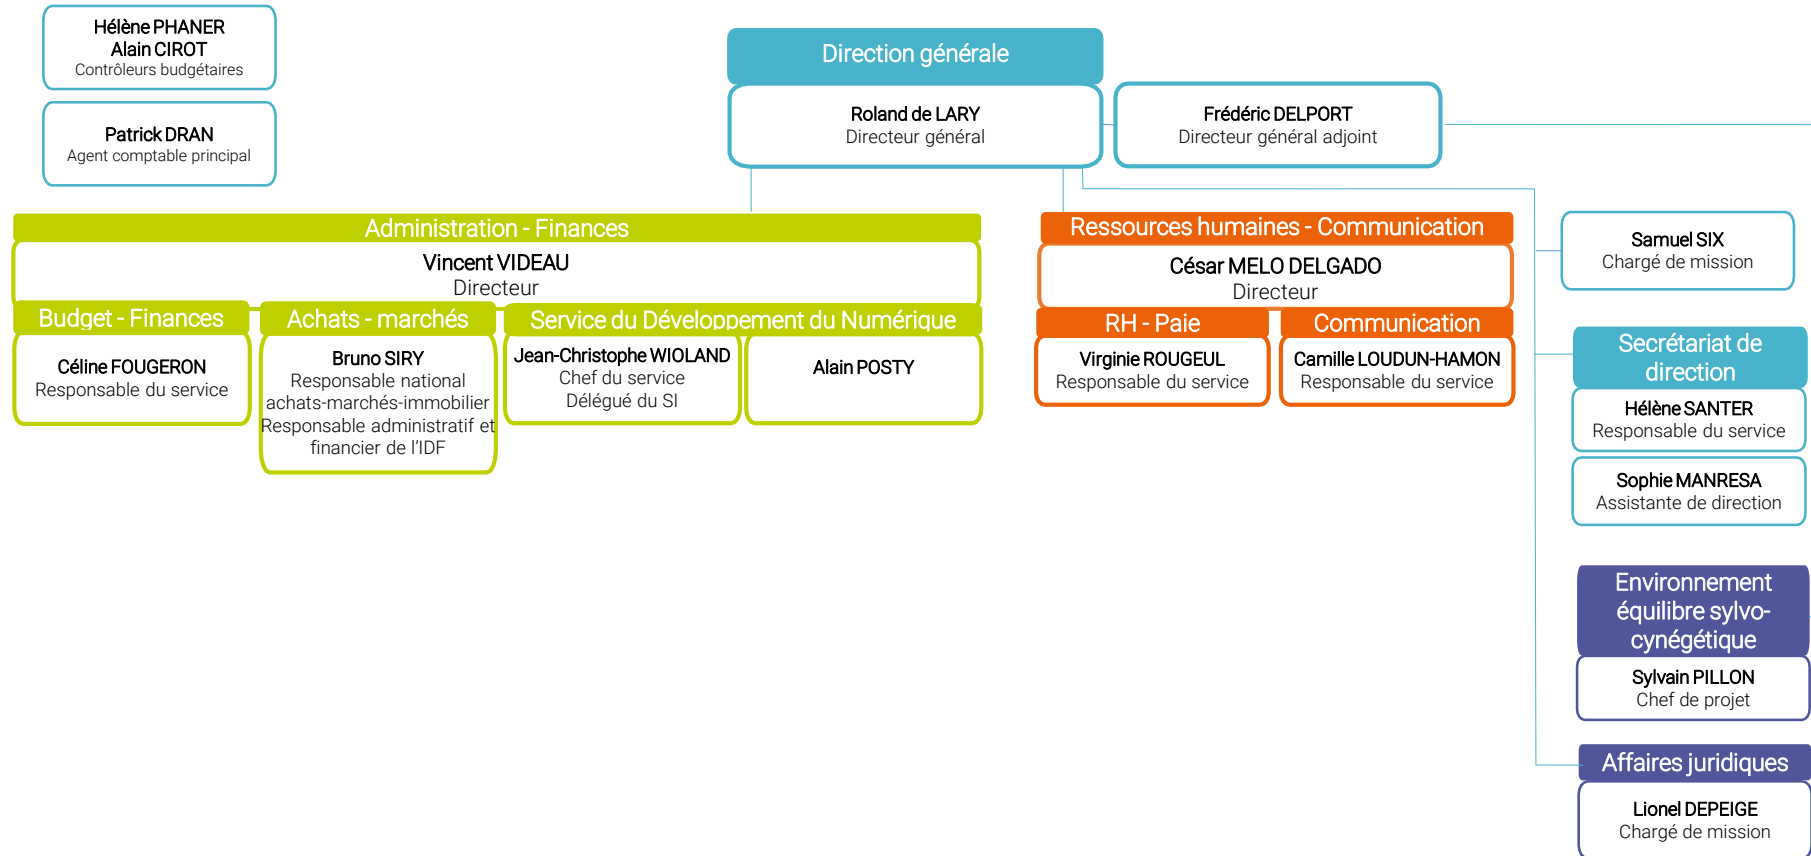 Hélène PHANER
Alain CIROT
Contrôleurs budgétaires
Patrick DRAN
Agent comptable principal
Direction générale
Roland de LARY
Directeur général
Frédéric DELPORT
Directeur général adjoint
Administration - Finances
Vincent VIDEAU
Directeur
Budget - Finances
Céline FOUGERON
Responsable du service
Achats - marchés
Bruno SIRY
Responsable national
achats-marchés-immobilier
Responsable administratif et
financier de l'IDF
Service du Développement du Numérique
Jean-Christophe WIOLAND
Chef du service
Délégué du SI
Alain POSTY
Ressources humaines - Communication
César MELO DELGADO
Directeur
RH - Paie
Virginie ROUGEUL
Responsable du service
Communication
Camille LOUDUN-HAMON
Responsable du service
Samuel SIX
Chargé de mission
Secrétariat de
direction
Hélène SANTER
Responsable du service
Sophie MANRESA
Assistante de direction
Environnement
équilibre sylvo-
cynégétique
Sylvain PILLON
Chef de projet
Affaires juridiques
Lionel DEPEIGE
Chargé de mission